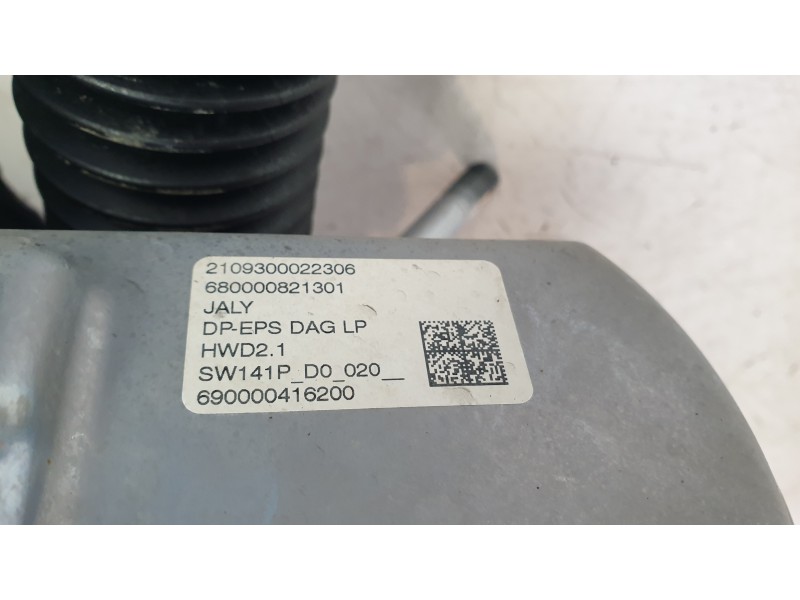 2109300022306
680000821301
JALY
DP-EPS DAG LP
HWD2.1
SW141P_D0_020__
690000416200